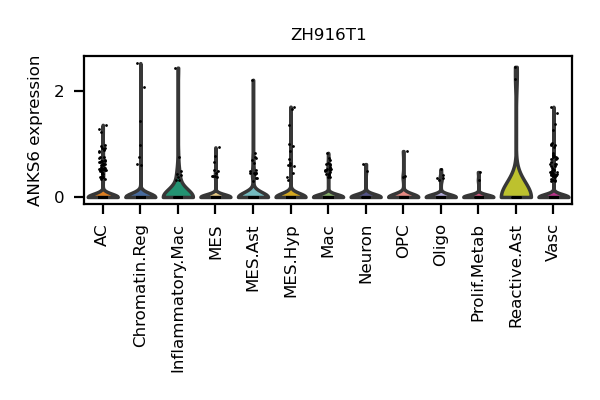 ZH916T1
ANKS6 expression
2
0
AC
Chromatin.Reg
Inflammatory.Mac
MES
MES.Ast
MES.Hyp
Mac
Neuron
OPC
Oligo
Prolif.Metab
Reactive.Ast
Vasc